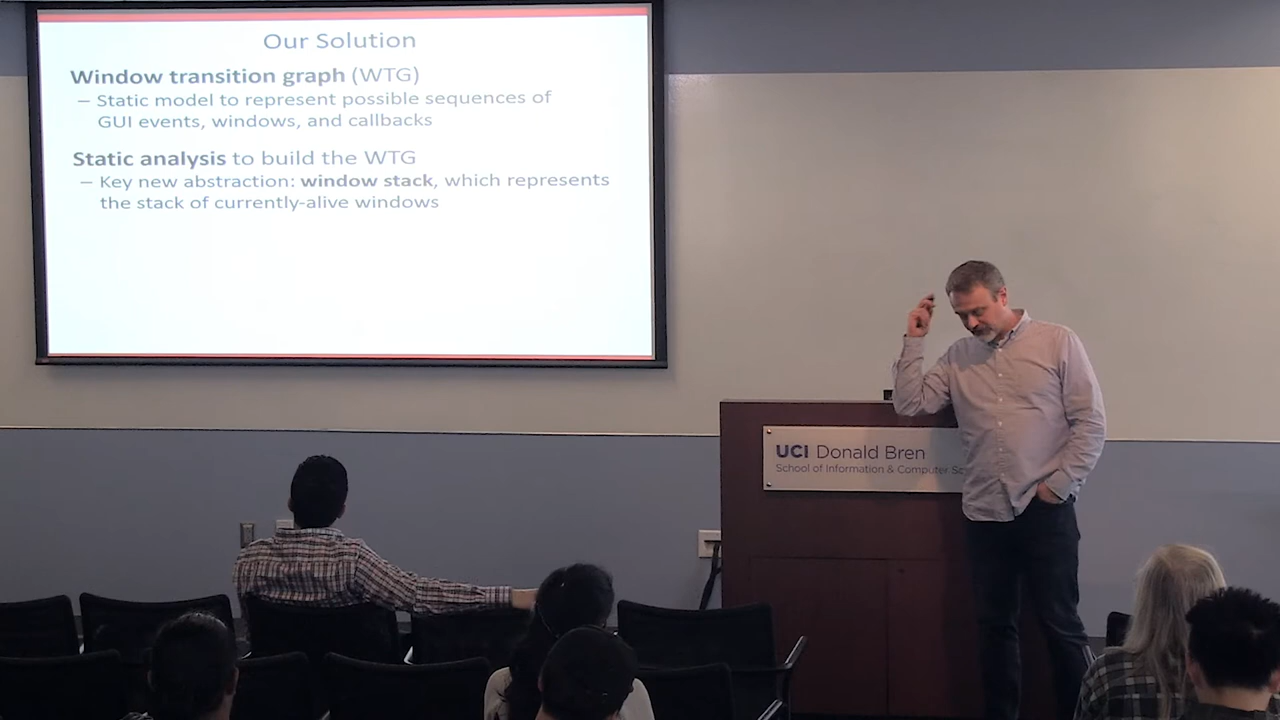 Our Solution
Window transition graph (WTG)
– Static model to represent possible sequences of
GUI events, windows, and callbacks
Static analysis to build the WTG
– Key new abstraction: window stack, which represents
the stack of currently-alive windows
UCI Donald Bren
School of Information & Computer